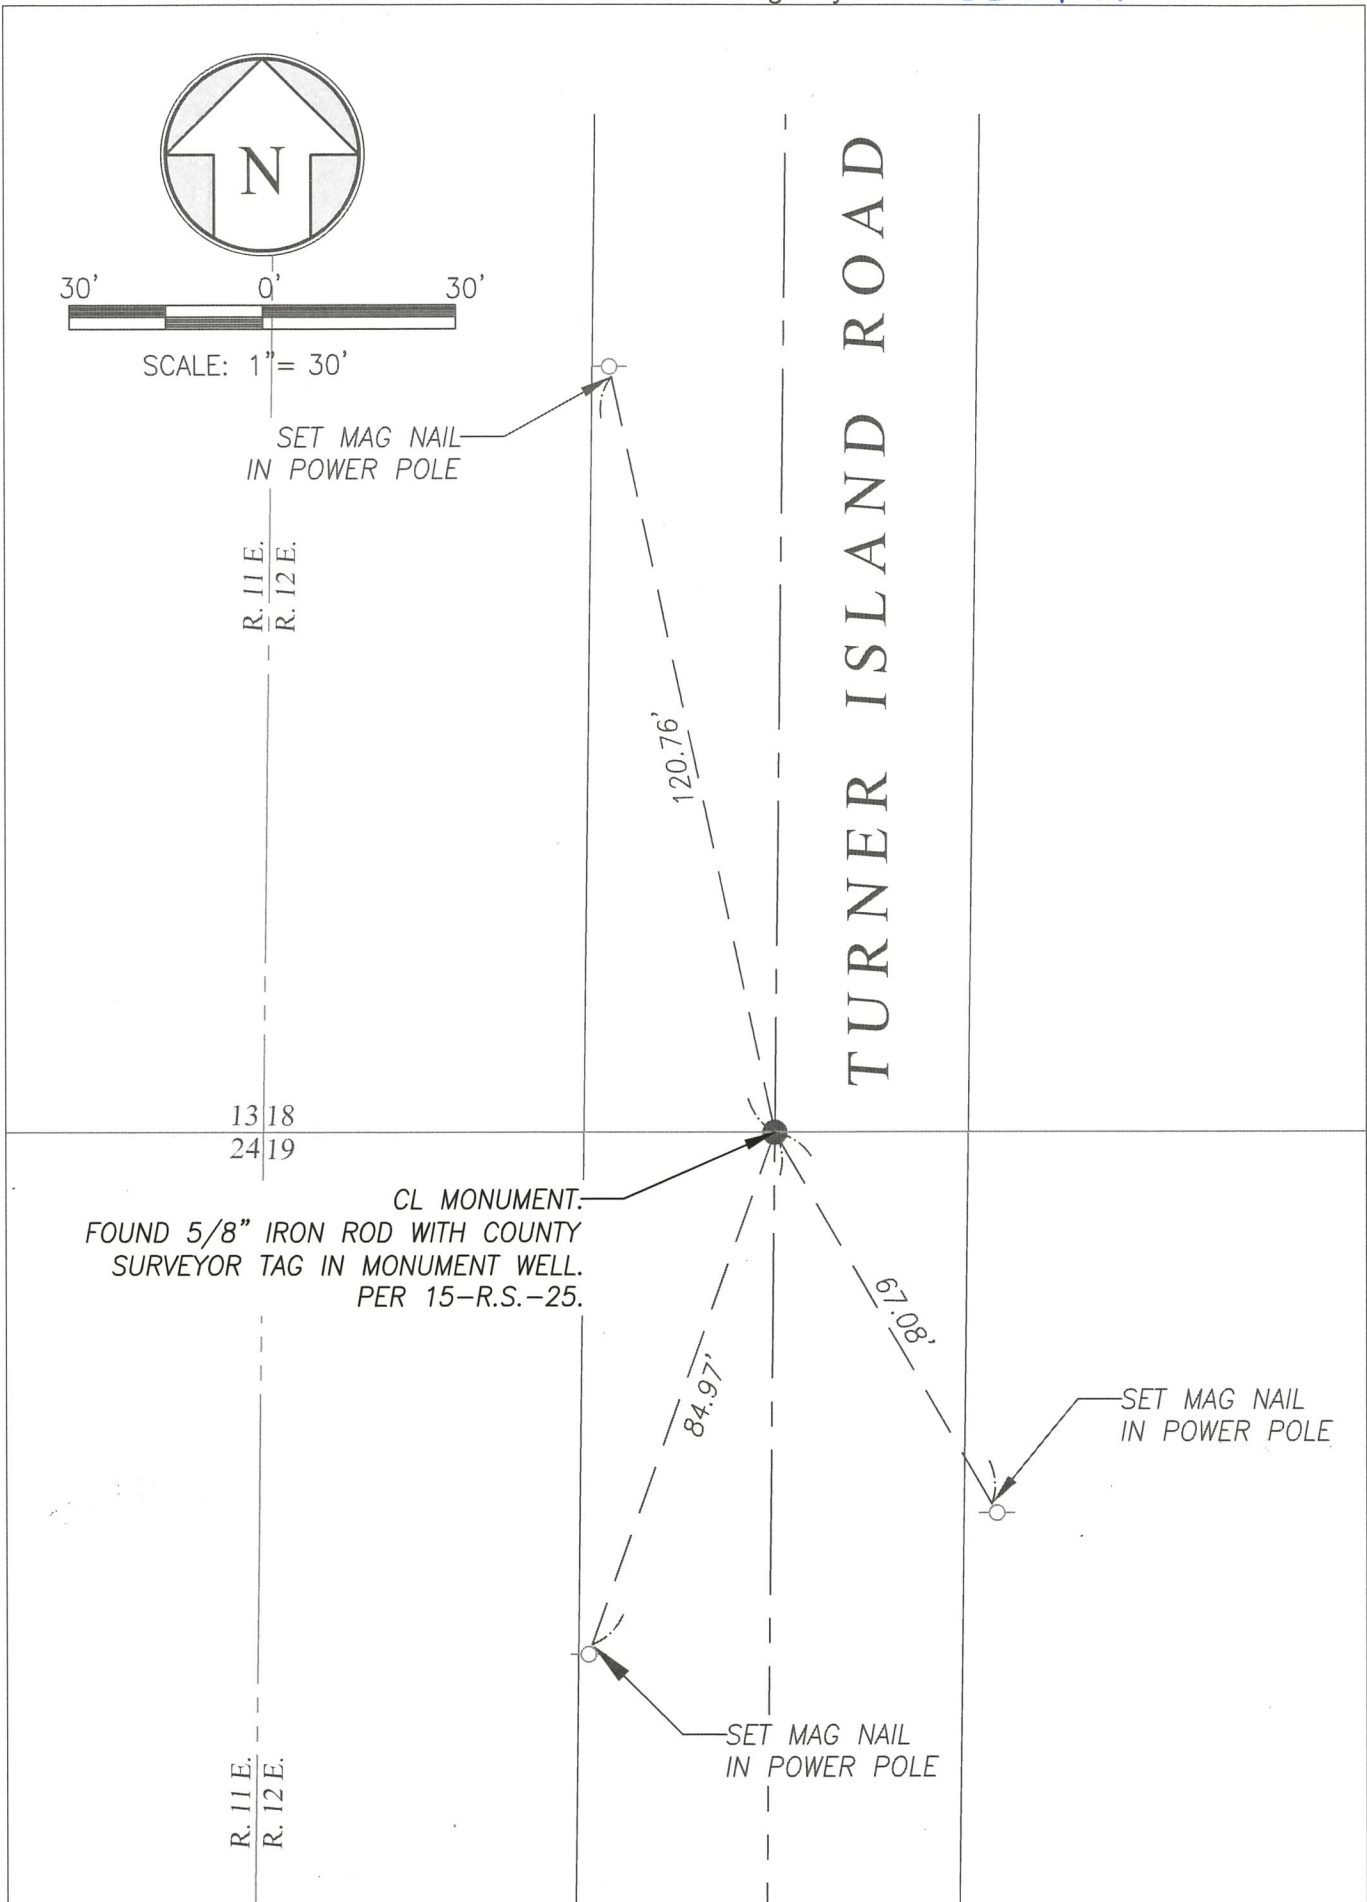 N
30' 0' 30'
SCALE: 1"= 30'
SET MAG NAIL
IN POWER POLE
TURNER ISLAND ROAD
R. 11 E.
R. 12 E.
120.76'
13 18
24 19
CL MONUMENT.
FOUND 5/8" IRON ROD WITH COUNTY
SURVEYOR TAG IN MONUMENT WELL.
PER 15-R.S.-25.
67.08'
84.97'
SET MAG NAIL
IN POWER POLE
SET MAG NAIL
IN POWER POLE
R. 11 E.
R. 12 E.